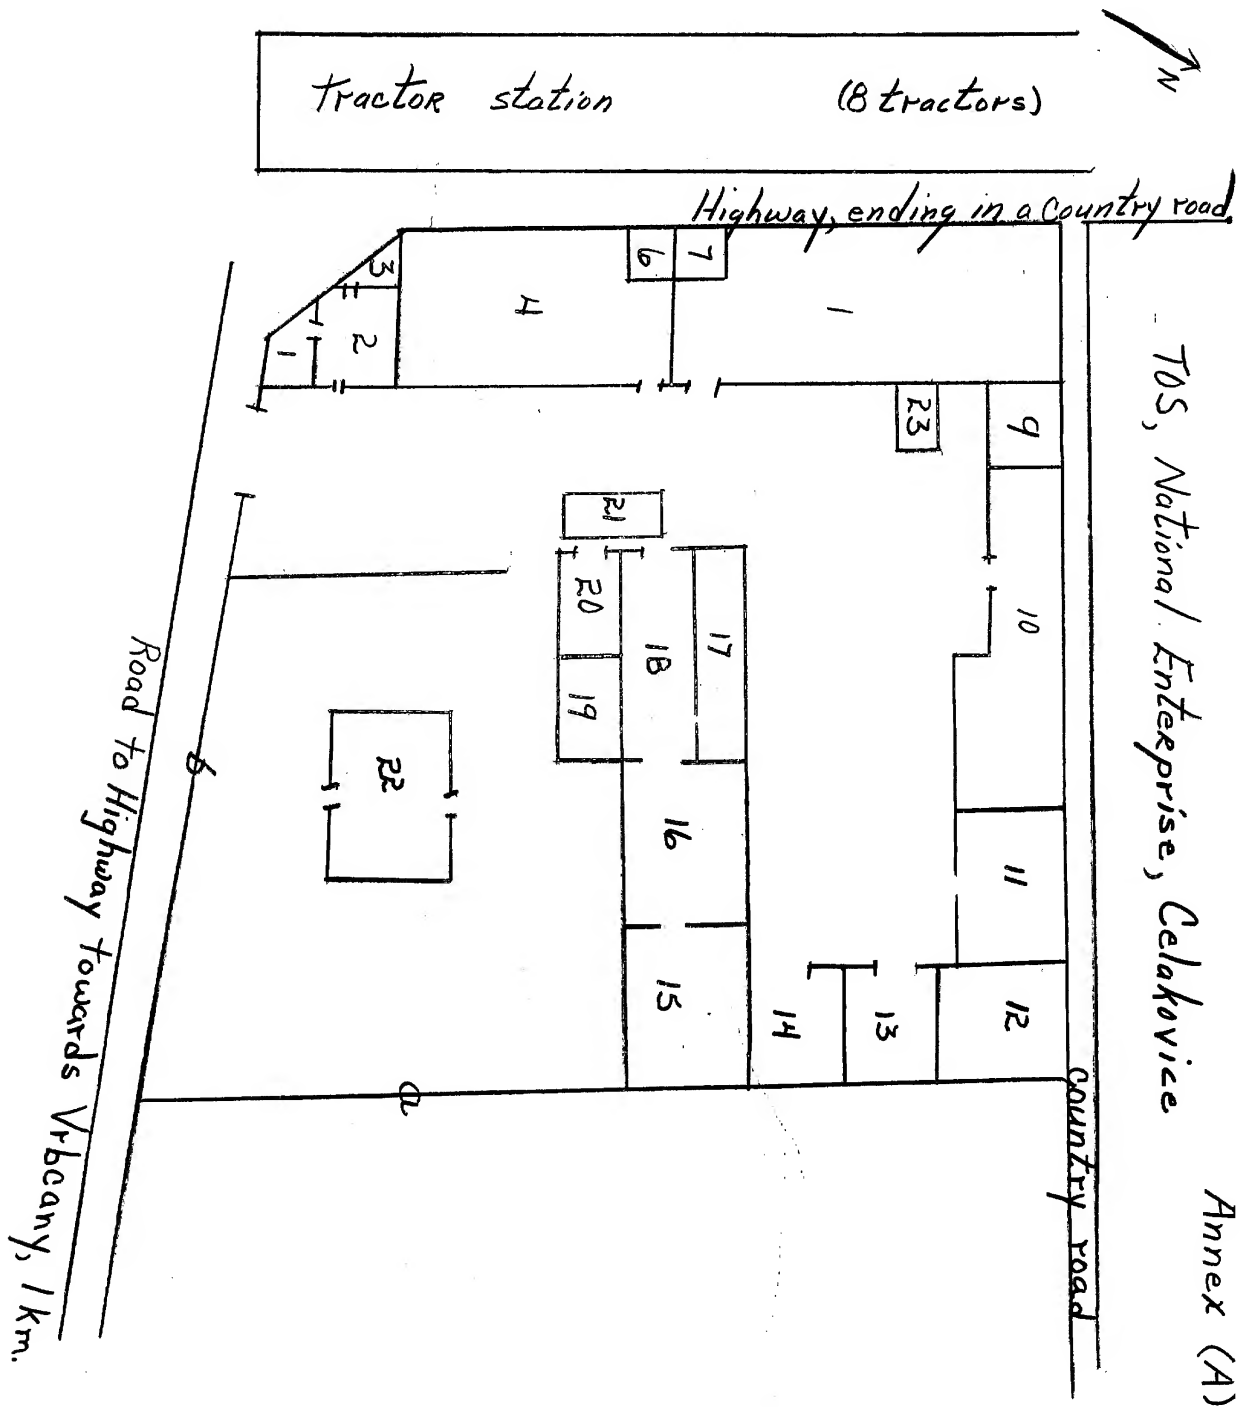 Annex (A)
TOS, National Enterprise, Celakovice
N
Tractor station (8 tractors)
Highway, ending in a Country road
Country road
Road to Highway towards Vrbcany, 1 km.
3
2
1
4
6
7
1
23
9
10
11
12
13
14
15
16
17
18
19
20
21
22
a
b